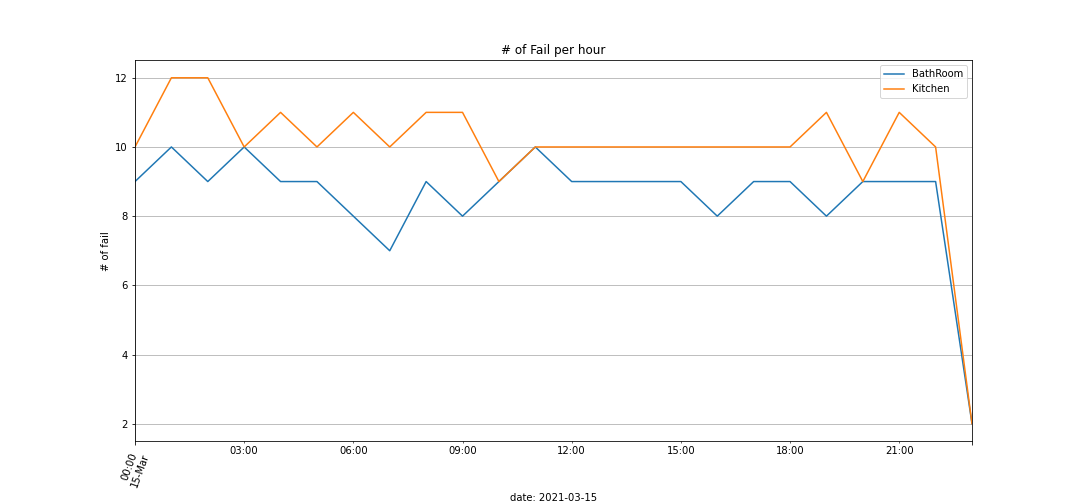 # of Fail per hour
BathRoom
Kitchen
12
10
8
6
4
2
# of fail
00:00
15-Mar
03:00
06:00
09:00
12:00
15:00
18:00
21:00
date: 2021-03-15